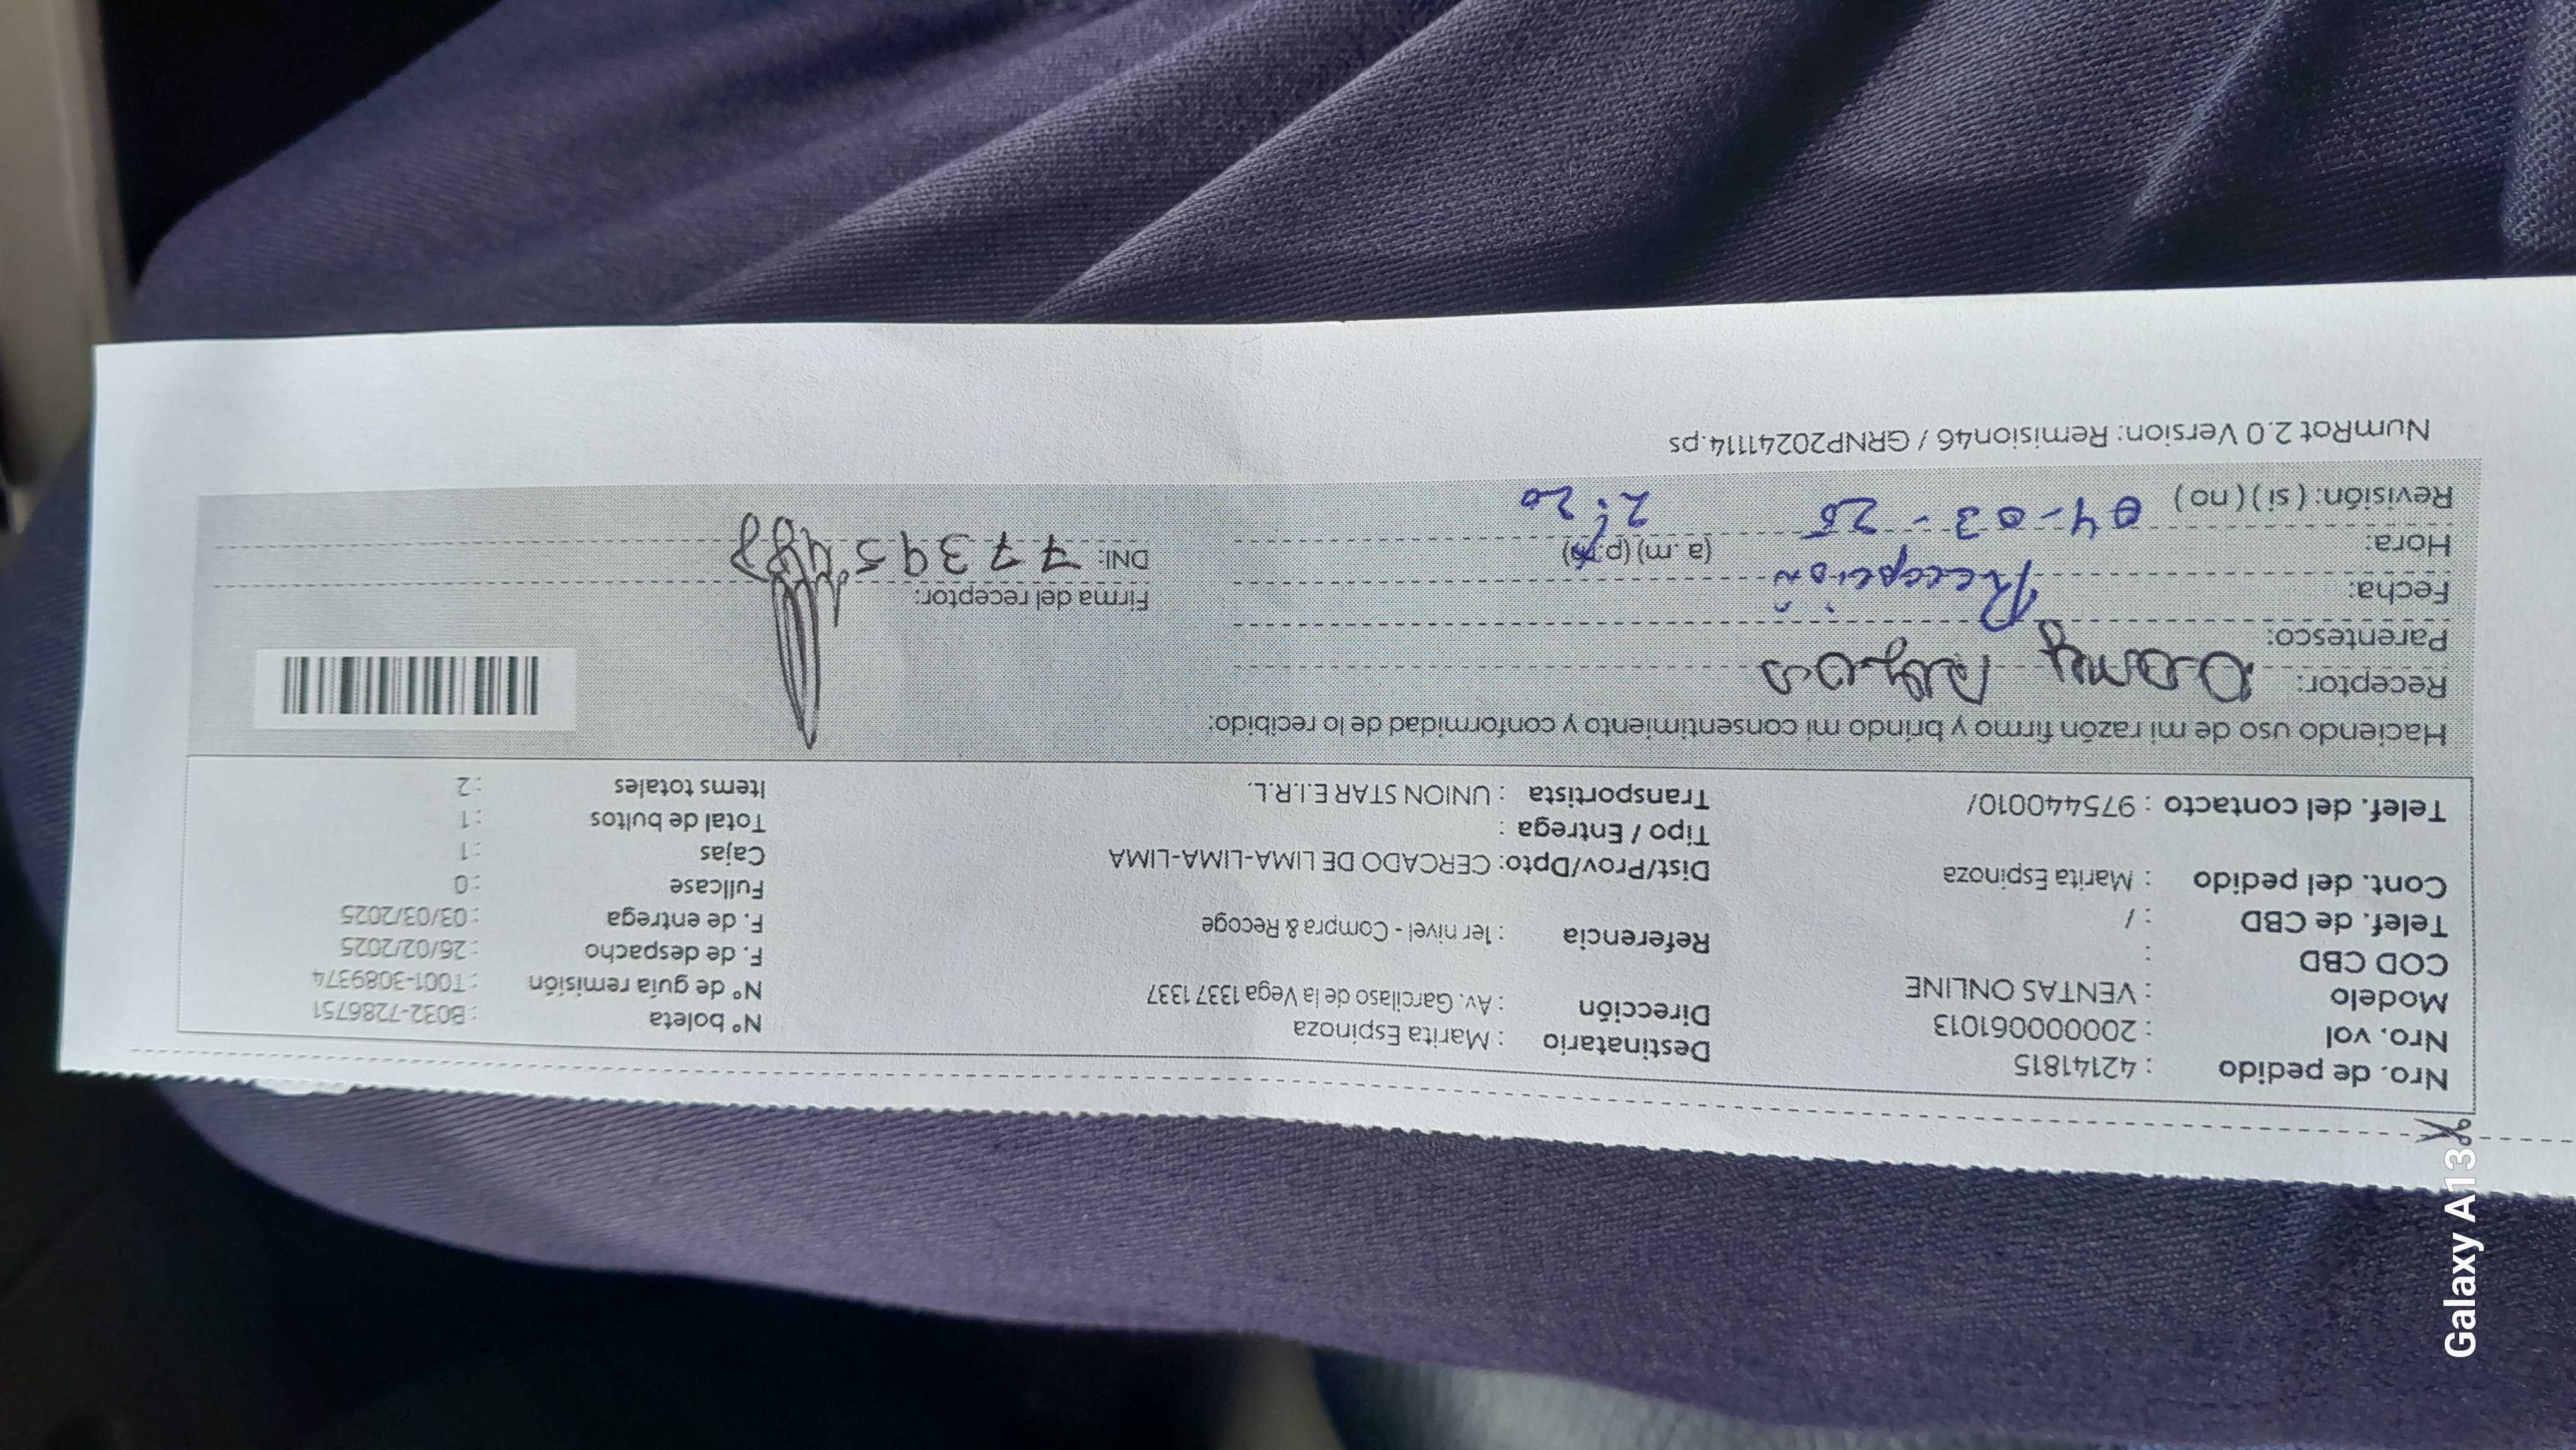 Nro. de pedido : 42141815
Nro. vol : 20000006​1013
Modelo : VENTAS ONLINE
COD CBD :
Telef. de CBD : /
Cont. del pedido : Marita Espinoza
Telef. del contacto : 975440010/
Destinatario : Marita Espinoza
Dirección : Av. Garcilaso de la Vega 1337 1337
Referencia : 1er nivel - Compra & Recoge
Dist/Prov/Dpto: CERCADO DE LIMA-LIMA-LIMA
Tipo / Entrega :
Transportista : UNION STAR E.I.R.L.
N° boleta : B032-7286751
N° de guía remisión : T001-3089374
F. de despacho : 26/02/2025
F. de entrega : 03/03/2025
Fullcase : 0
Cajas : 1
Total de bultos : 1
Items totales : 2
Haciendo uso de mi razón firmo y brindo mi consentimiento y conformidad de lo recibido:
Receptor:
Parentesco: Recepción
Fecha:
Hora: 04-03-25 (a.m) (p.m) 2:20
Revisión: ( si ) ( no )
Firma del receptor:
DNI:
NumRot 2.0 Version: Remision46 / GRNP20241114.ps
Galaxy A13